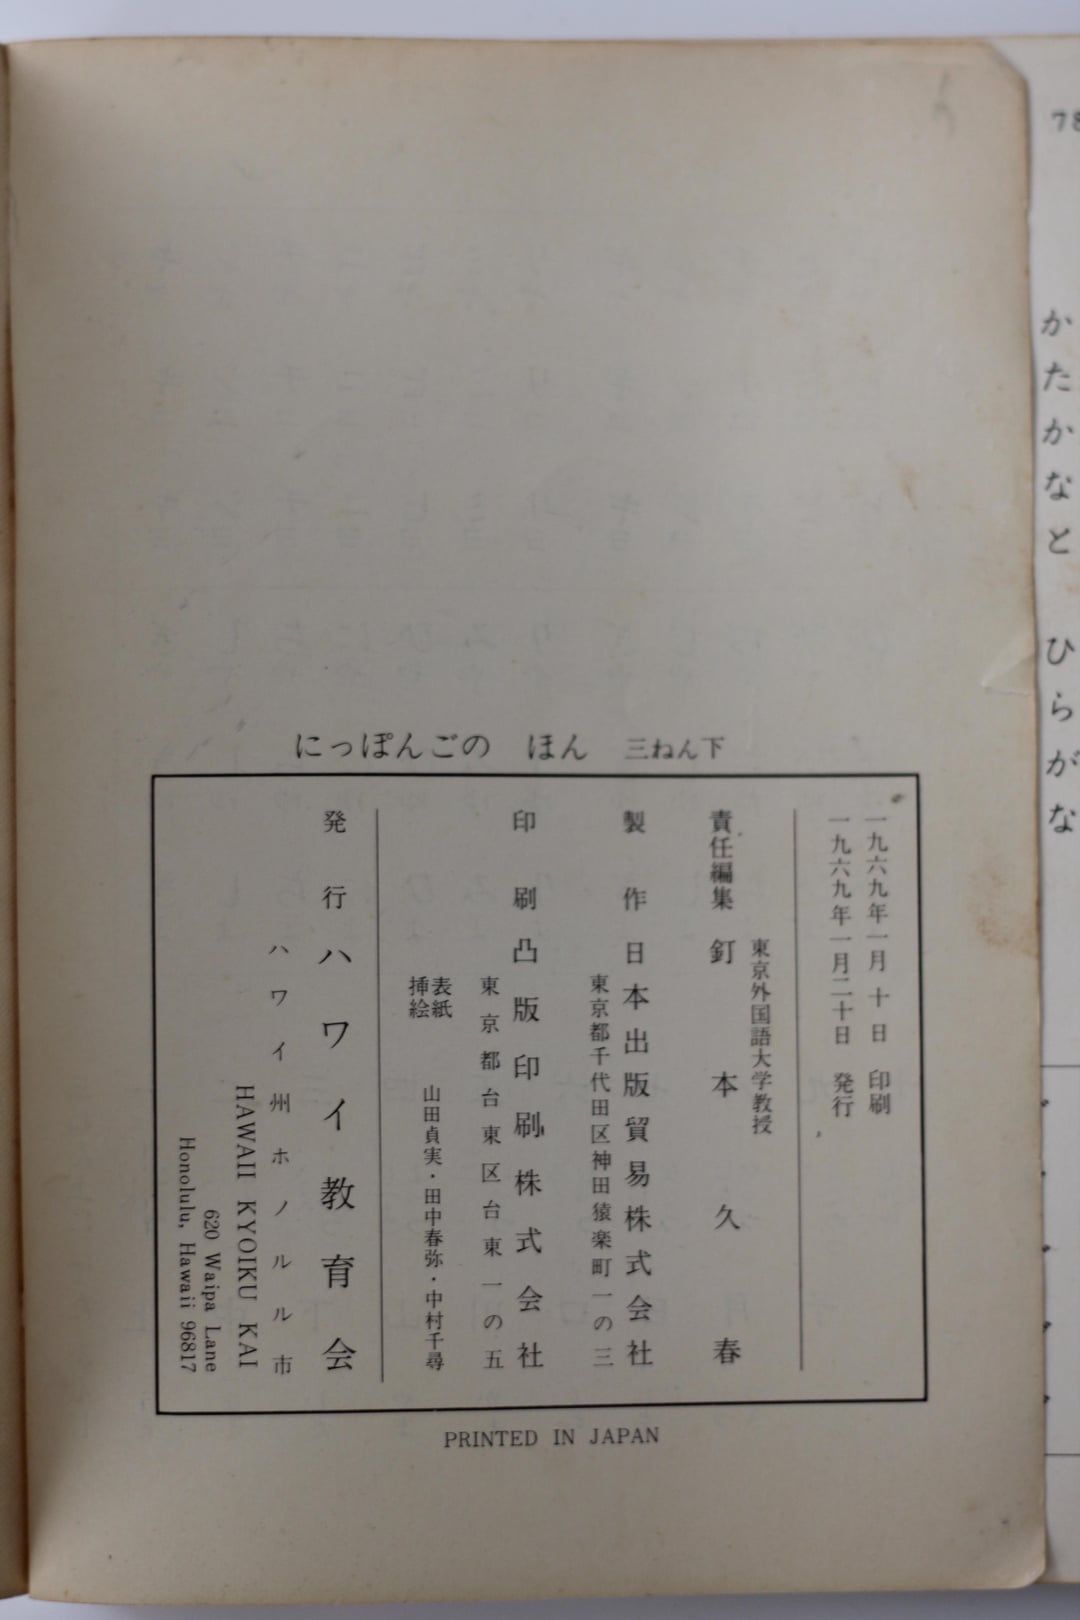 にっぽんごの　ほん　三ねん下
一九六九年一月　十　日　印刷
一九六九年一月二十日　発行
東京外国語大学教授
責任編集　釘本久春
製作　日本出版貿易株式会社
東京都千代田区神田猿楽町一の三
印刷　凸版印刷株式会社
東京都台東区台東一の五
表紙
挿絵　山田貞実・田中春弥・中村千尋
発行　ハワイ教育会
ハワイ州ホノルル市
HAWAII KYOIKU KAI
620 Waipa Lane
Honolulu, Hawaii 96817
PRINTED IN JAPAN
78
かたかなと　ひらがな